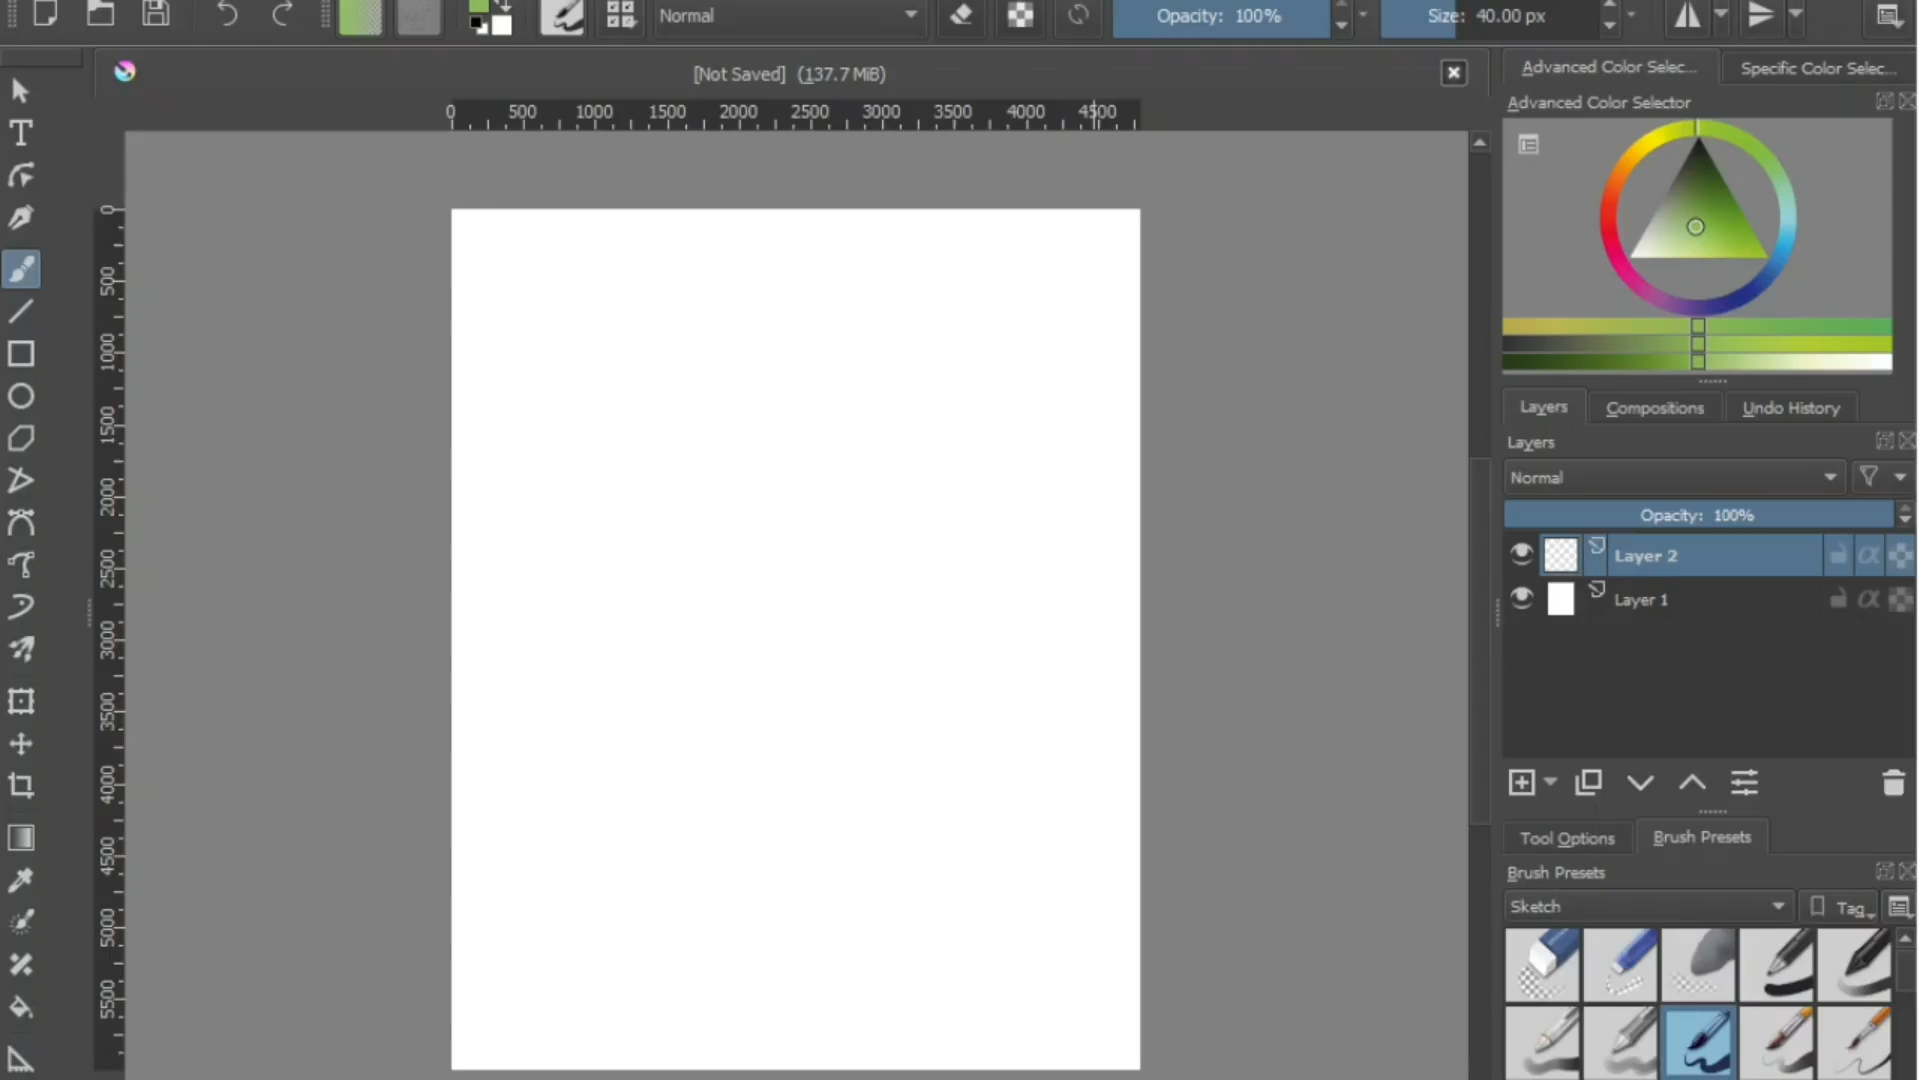 Normal
Opacity: 100%
Size: 40.00 px
[Not Saved] (137.7 MiB)
Advanced Color Selec...
Specific Color Selec...
Advanced Color Selector
0 500 1000 1500 2000 2500 3000 3500 4000 4500
0
500
1000
1500
2000
2500
3000
3500
4000
4500
5000
5500
Layers
Compositions
Undo History
Layers
Normal
Opacity: 100%
Layer 2
Layer 1
Tool Options
Brush Presets
Brush Presets
Sketch
Tag